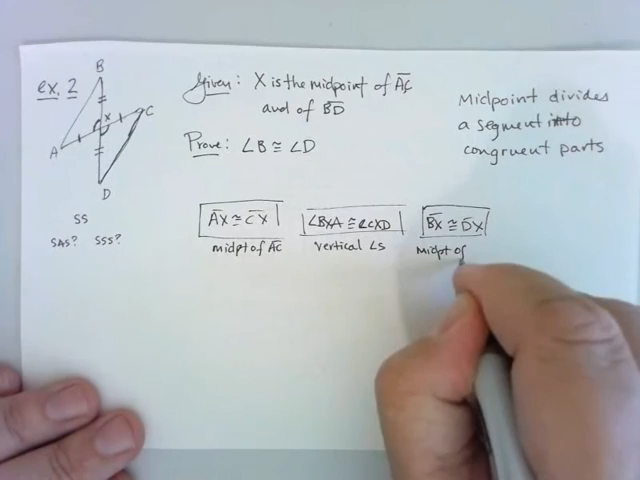 ex. 2
Given: X is the midpoint of AC
and of BD
Prove: ∠B ≅ ∠D
Midpoint divides
a segment into
congruent parts
B
X
C
A
D
SS
SAS? SSS?
AX ≅ CX
midpt of AC
∠BXA ≅ ∠CXD
vertical ∠s
BX ≅ DX
midpt of